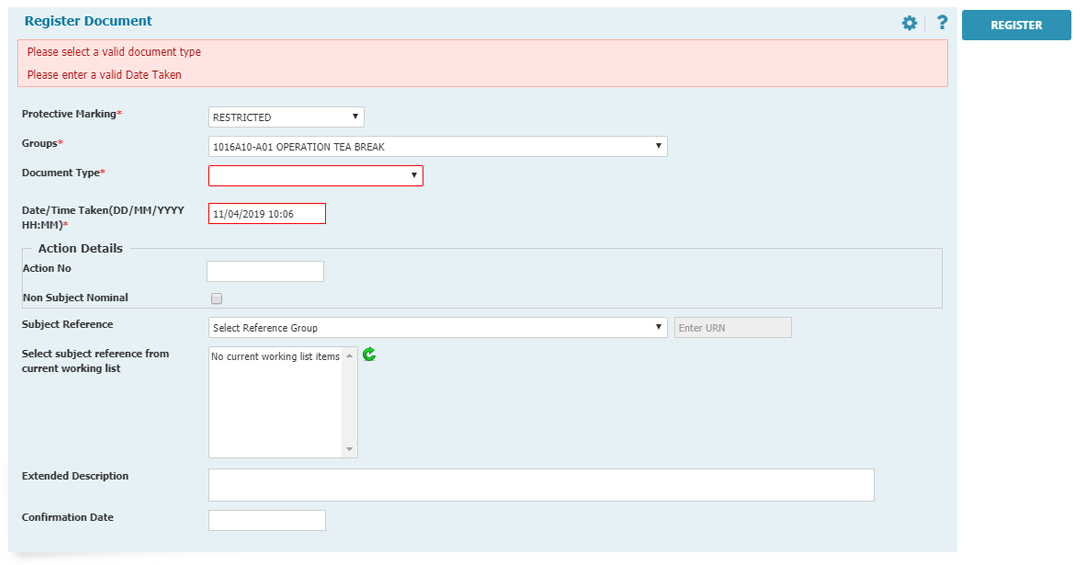 Register Document
?
REGISTER
Please select a valid document type
Please enter a valid Date Taken
Protective Marking*
RESTRICTED
Groups*
1016A10-A01 OPERATION TEA BREAK
Document Type*
Date/Time Taken(DD/MM/YYYY
HH:MM)*
11/04/2019 10:06
Action Details
Action No
Non Subject Nominal
Subject Reference
Select Reference Group
Enter URN
Select subject reference from
current working list
No current working list items
Extended Description
Confirmation Date